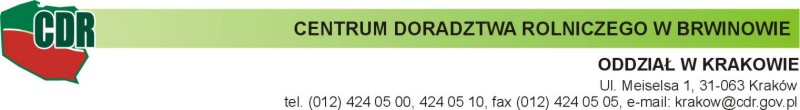 CDR
CENTRUM DORADZTWA ROLNICZEGO W BRWINOWIE
ODDZIAŁ W KRAKOWIE
Ul. Meiselsa 1, 31-063 Kraków
tel. (012) 424 05 00, 424 05 10, fax (012) 424 05 05, e-mail: krakow@cdr.gov.pl